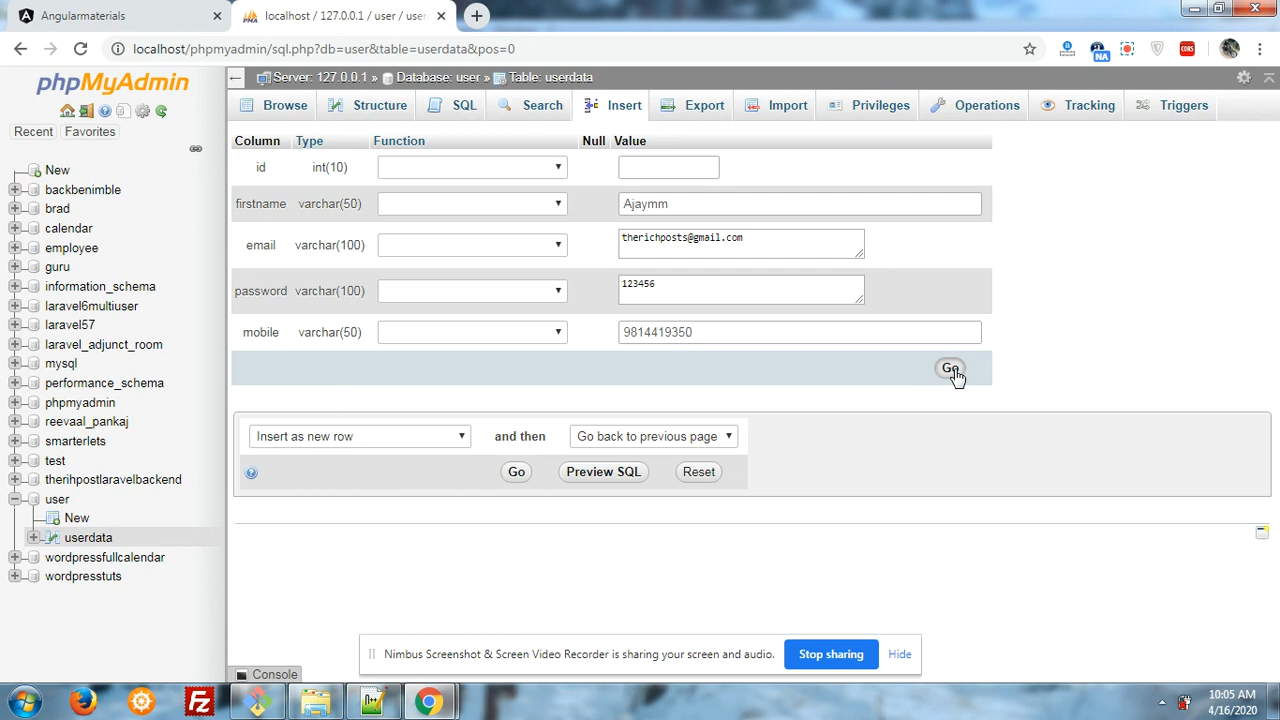 Angularmaterials
localhost / 127.0.0.1 / user / user
localhost/phpmyadmin/sql.php?db=user&table=userdata&pos=0
NA
CORS
phpMyAdmin
Recent
Favorites
New
backbenimble
brad
calendar
employee
guru
information_schema
laravel6multiuser
laravel57
laravel_adjunct_room
mysql
performance_schema
phpmyadmin
reevaal_pankaj
smarterlets
test
therihpostlaravelbackend
user
New
userdata
wordpressfullcalendar
wordpresstuts
Server: 127.0.0.1 » Database: user » Table: userdata
Browse Structure SQL Search Insert Export Import Privileges Operations Tracking Triggers
Column Type Function Null Value
id int(10)
firstname varchar(50) Ajaymm
email varchar(100) therichposts@gmail.com
password varchar(100) 123456
mobile varchar(50) 9814419350
Go
Insert as new row and then Go back to previous page
Go Preview SQL Reset
Nimbus Screenshot & Screen Video Recorder is sharing your screen and audio. Stop sharing Hide
Console
10:05 AM
4/16/2020